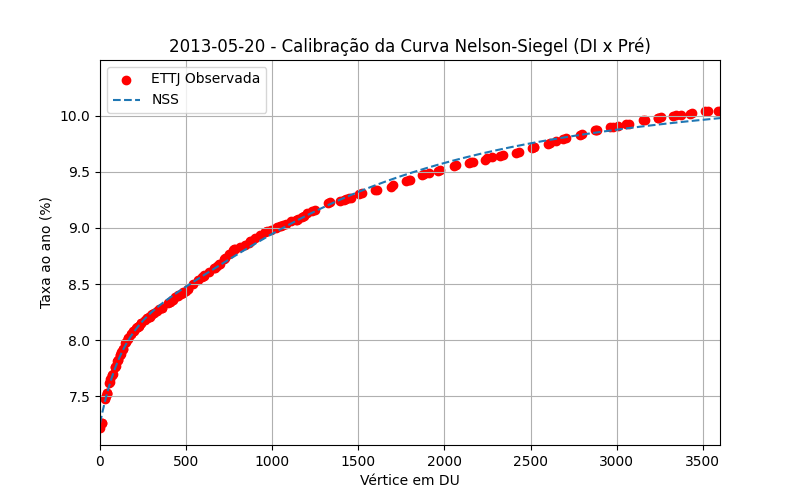 2013-05-20 - Calibração da Curva Nelson-Siegel (DI x Pré)
ETTJ Observada
NSS
Taxa ao ano (%)
10.0
9.5
9.0
8.5
8.0
7.5
0 500 1000 1500 2000 2500 3000 3500
Vértice em DU